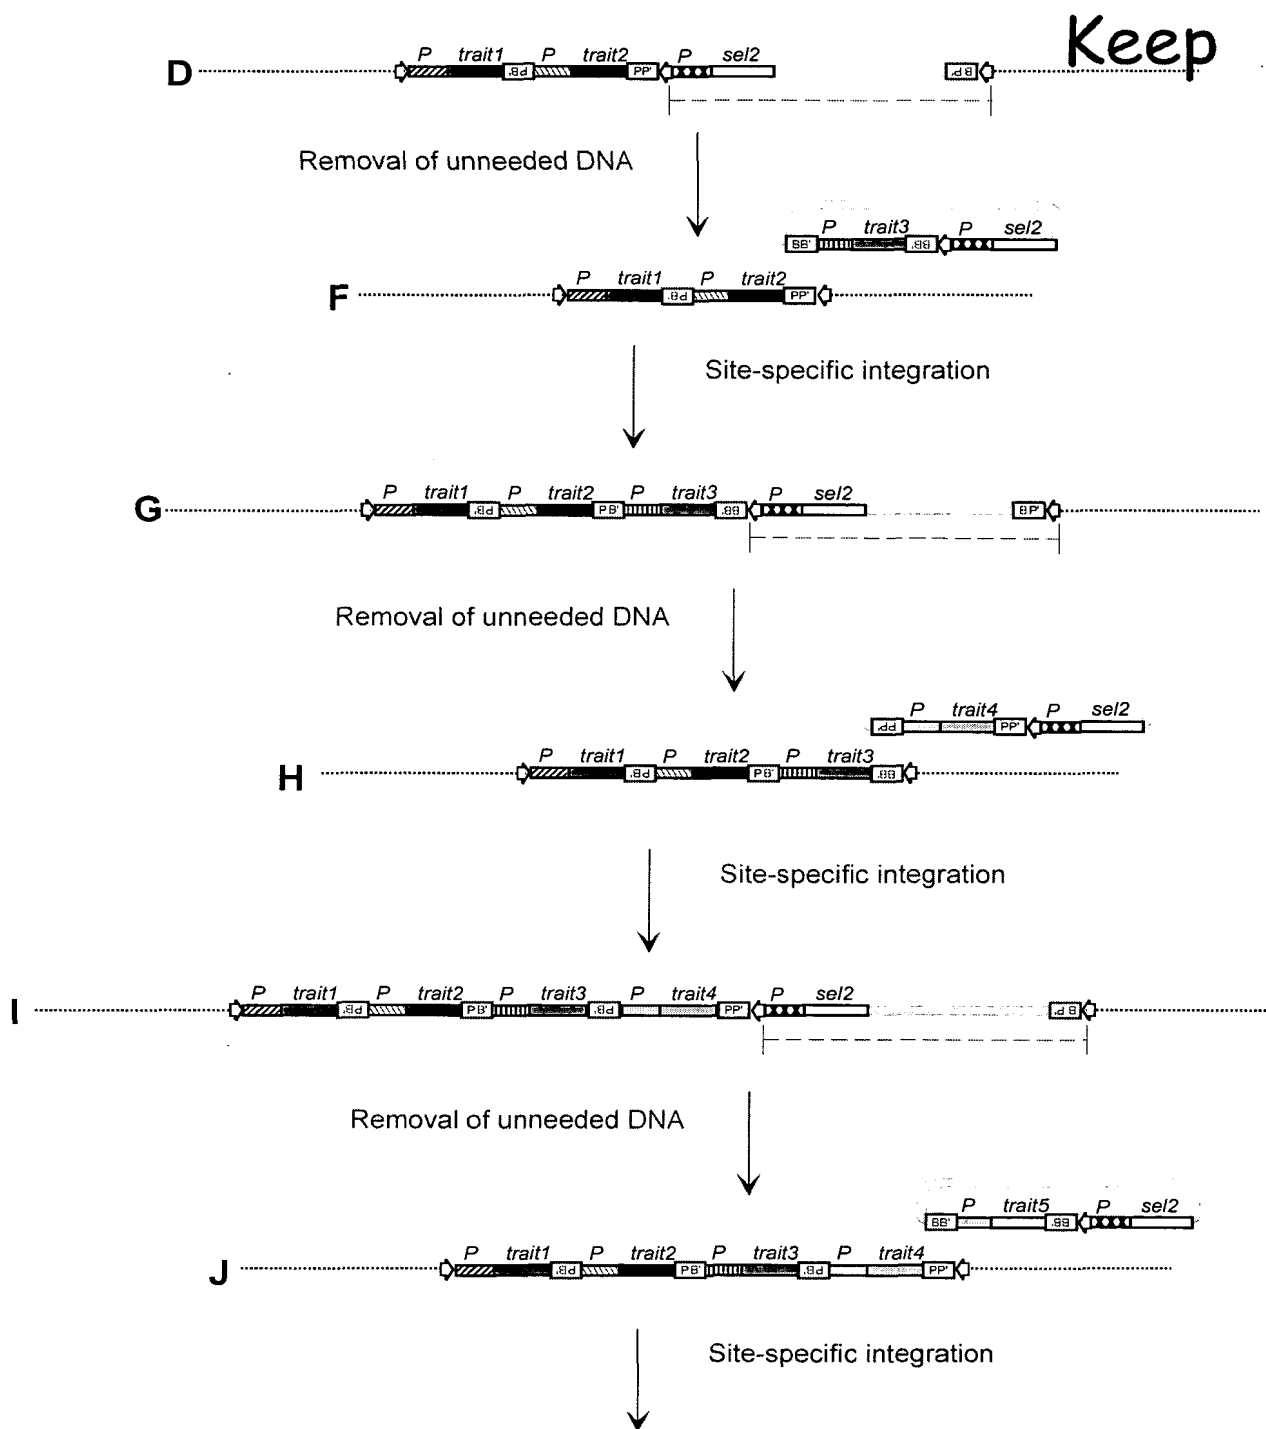 Keep
P trait1 P trait2 P sel2
D PB' PP' BP'
Removal of unneeded DNA
P trait3 P sel2
BB' BB'
P trait1 P trait2
F PB' PP'
Site-specific integration
P trait1 P trait2 P trait3 P sel2
G PB' PB' BB' BP'
Removal of unneeded DNA
P trait4 P sel2
PP' PP'
P trait1 P trait2 P trait3
H PB' PB' BB'
Site-specific integration
P trait1 P trait2 P trait3 P trait4 P sel2
I PB' PB' PB' PP' BP'
Removal of unneeded DNA
P trait5 P sel2
BB' BB'
P trait1 P trait2 P trait3 P trait4
J PB' PB' PB' PP'
Site-specific integration